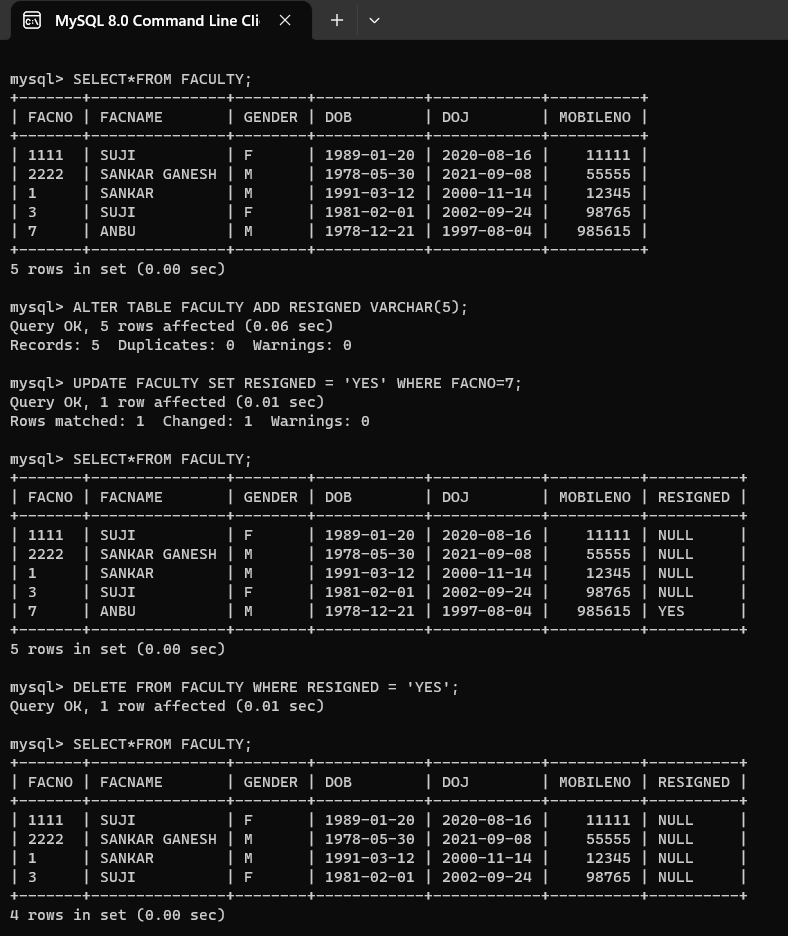 MySQL 8.0 Command Line Cli
mysql> SELECT*FROM FACULTY;
+-------+---------------+--------+------------+------------+----------+
| FACNO | FACNAME       | GENDER | DOB        | DOJ        | MOBILENO |
+-------+---------------+--------+------------+------------+----------+
| 1111  | SUJI          | F      | 1989-01-20 | 2020-08-16 |    11111 |
| 2222  | SANKAR GANESH | M      | 1978-05-30 | 2021-09-08 |    55555 |
| 1     | SANKAR        | M      | 1991-03-12 | 2000-11-14 |    12345 |
| 3     | SUJI          | F      | 1981-02-01 | 2002-09-24 |    98765 |
| 7     | ANBU          | M      | 1978-12-21 | 1997-08-04 |   985615 |
+-------+---------------+--------+------------+------------+----------+
5 rows in set (0.00 sec)
mysql> ALTER TABLE FACULTY ADD RESIGNED VARCHAR(5);
Query OK, 5 rows affected (0.06 sec)
Records: 5  Duplicates: 0  Warnings: 0
mysql> UPDATE FACULTY SET RESIGNED = 'YES' WHERE FACNO=7;
Query OK, 1 row affected (0.01 sec)
Rows matched: 1  Changed: 1  Warnings: 0
mysql> SELECT*FROM FACULTY;
+-------+---------------+--------+------------+------------+----------+----------+
| FACNO | FACNAME       | GENDER | DOB        | DOJ        | MOBILENO | RESIGNED |
+-------+---------------+--------+------------+------------+----------+----------+
| 1111  | SUJI          | F      | 1989-01-20 | 2020-08-16 |    11111 | NULL     |
| 2222  | SANKAR GANESH | M      | 1978-05-30 | 2021-09-08 |    55555 | NULL     |
| 1     | SANKAR        | M      | 1991-03-12 | 2000-11-14 |    12345 | NULL     |
| 3     | SUJI          | F      | 1981-02-01 | 2002-09-24 |    98765 | NULL     |
| 7     | ANBU          | M      | 1978-12-21 | 1997-08-04 |   985615 | YES      |
+-------+---------------+--------+------------+------------+----------+----------+
5 rows in set (0.00 sec)
mysql> DELETE FROM FACULTY WHERE RESIGNED = 'YES';
Query OK, 1 row affected (0.01 sec)
mysql> SELECT*FROM FACULTY;
+-------+---------------+--------+------------+------------+----------+----------+
| FACNO | FACNAME       | GENDER | DOB        | DOJ        | MOBILENO | RESIGNED |
+-------+---------------+--------+------------+------------+----------+----------+
| 1111  | SUJI          | F      | 1989-01-20 | 2020-08-16 |    11111 | NULL     |
| 2222  | SANKAR GANESH | M      | 1978-05-30 | 2021-09-08 |    55555 | NULL     |
| 1     | SANKAR        | M      | 1991-03-12 | 2000-11-14 |    12345 | NULL     |
| 3     | SUJI          | F      | 1981-02-01 | 2002-09-24 |    98765 | NULL     |
+-------+---------------+--------+------------+------------+----------+----------+
4 rows in set (0.00 sec)